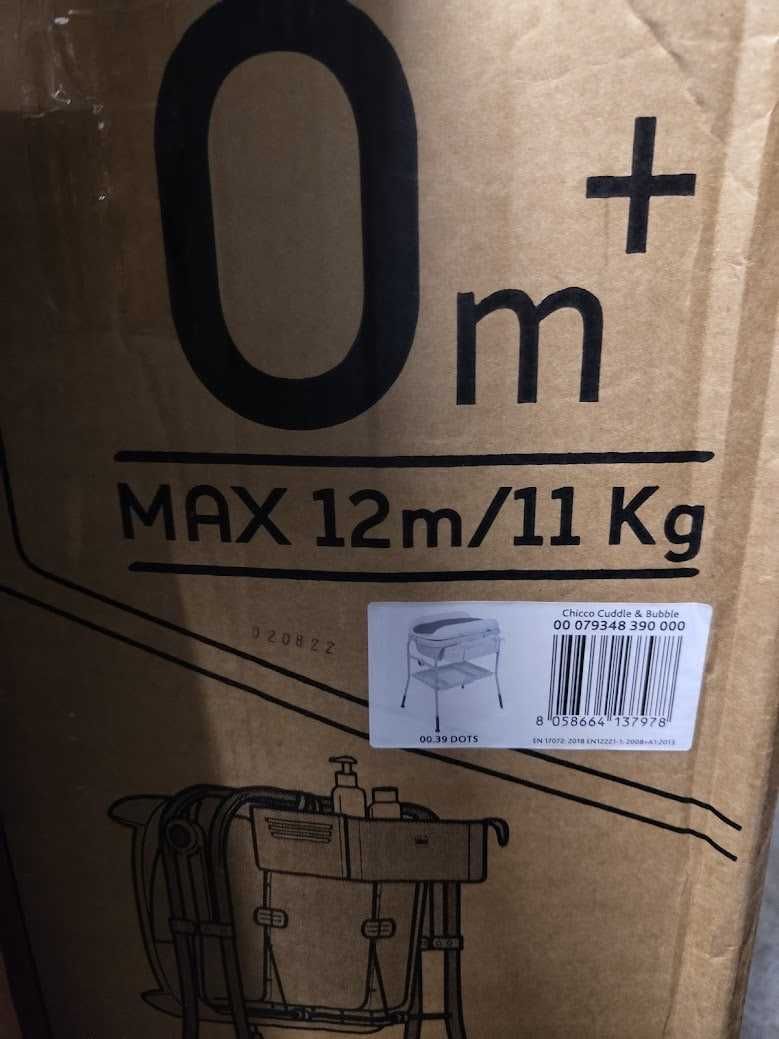 0m+
MAX 12m/11 Kg
02082Z
Chicco Cuddle & Bubble
00 079348 390 000
8 058664 137978
00.39 DOTS
EN 17072: 2018 EN12221-1: 2008+A1:2013